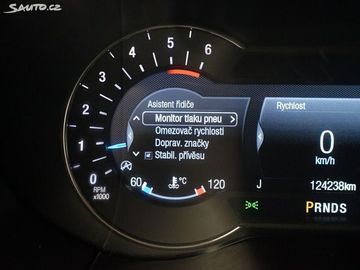 SAUTO.CZ
6
5
4
3
2
1
0
RPM
x1000
Asistent řidiče
Monitor tlaku pneu
Omezovač rychlosti
Doprav. značky
Stabil. přívěsu
60
°C
120
Rychlost
0
km/h
J
124238km
PRNDS